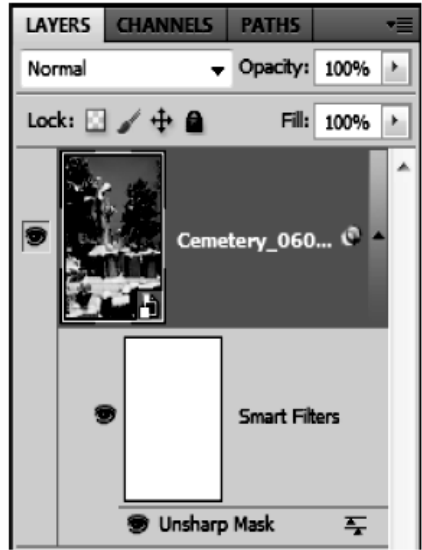 LAYERS CHANNELS PATHS
Normal Opacity: 100%
Lock: Fill: 100%
Cemetery_060...
Smart Filters
Unsharp Mask